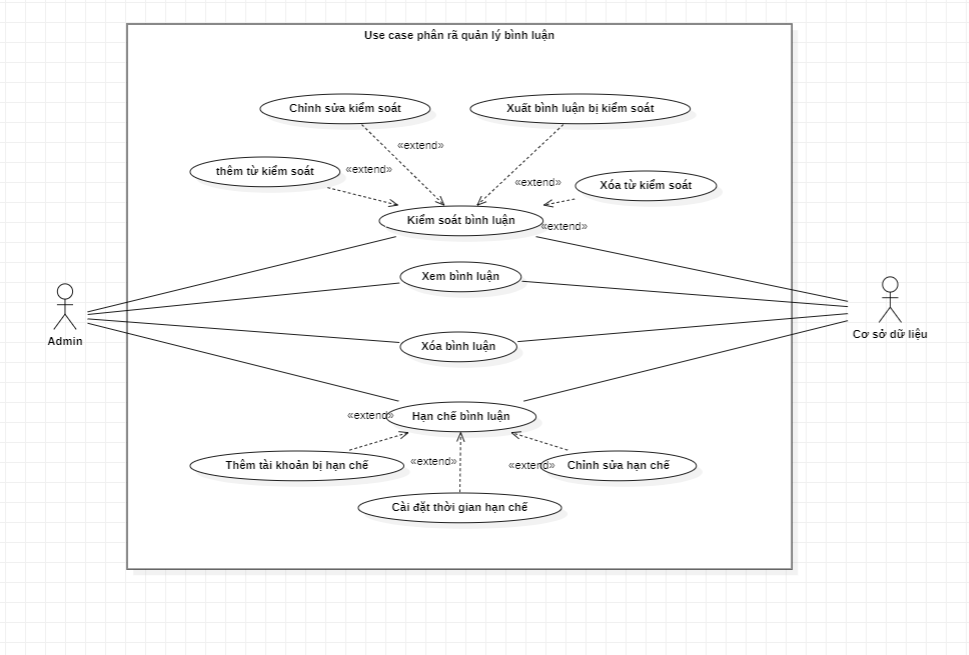 Use case phân rã quản lý bình luận
Chỉnh sửa kiểm soát
Xuất bình luận bị kiểm soát
«extend»
thêm từ kiểm soát
«extend»
«extend»
Xóa từ kiểm soát
Kiểm soát bình luận
«extend»
Xem bình luận
Admin
Cơ sở dữ liệu
Xóa bình luận
«extend»
Hạn chế bình luận
Thêm tài khoản bị hạn chế
«extend»
«extend»
Chỉnh sửa hạn chế
Cài đặt thời gian hạn chế